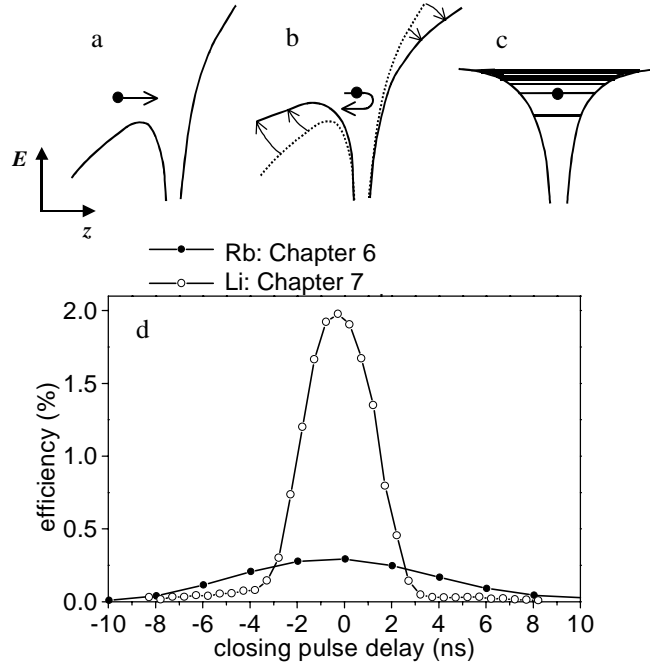 a
b
c
E
z
Rb: Chapter 6
Li: Chapter 7
d
2.0
1.5
1.0
0.5
0.0
efficiency (%)
-10 -8 -6 -4 -2 0 2 4 6 8 10
closing pulse delay (ns)